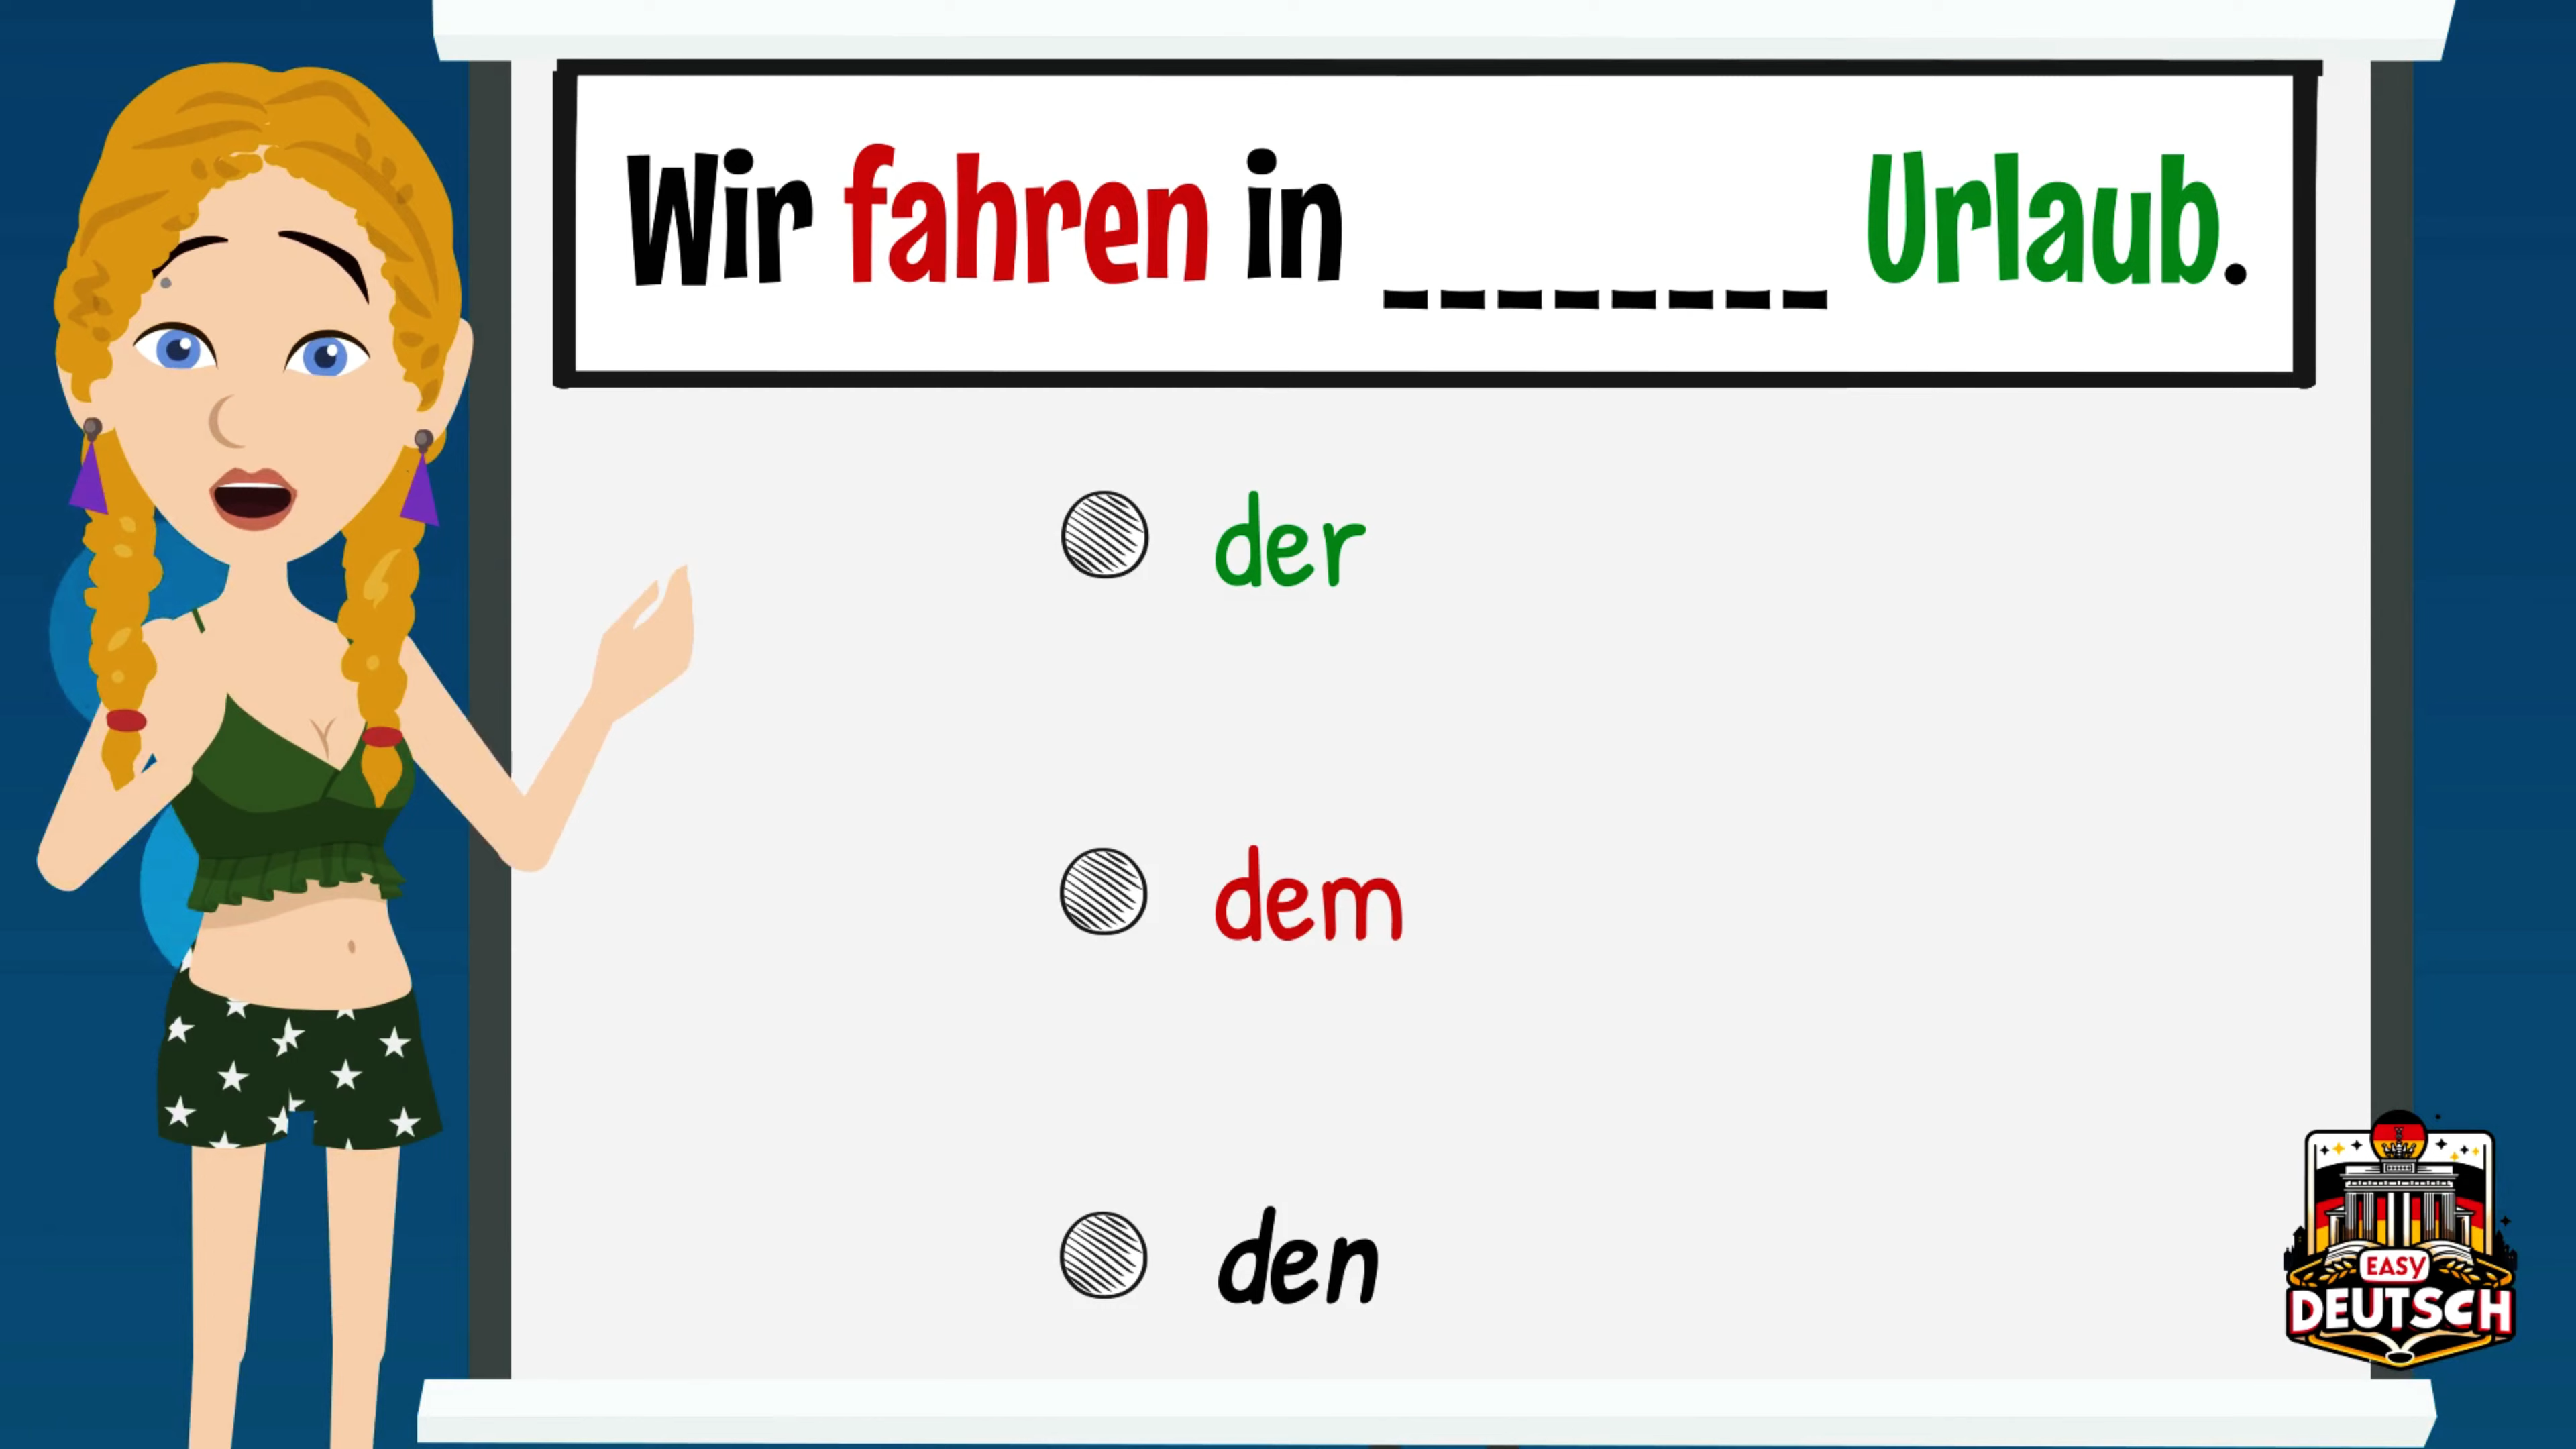 Wir fahren in ________ Urlaub.
der
dem
den
EASY
DEUTSCH